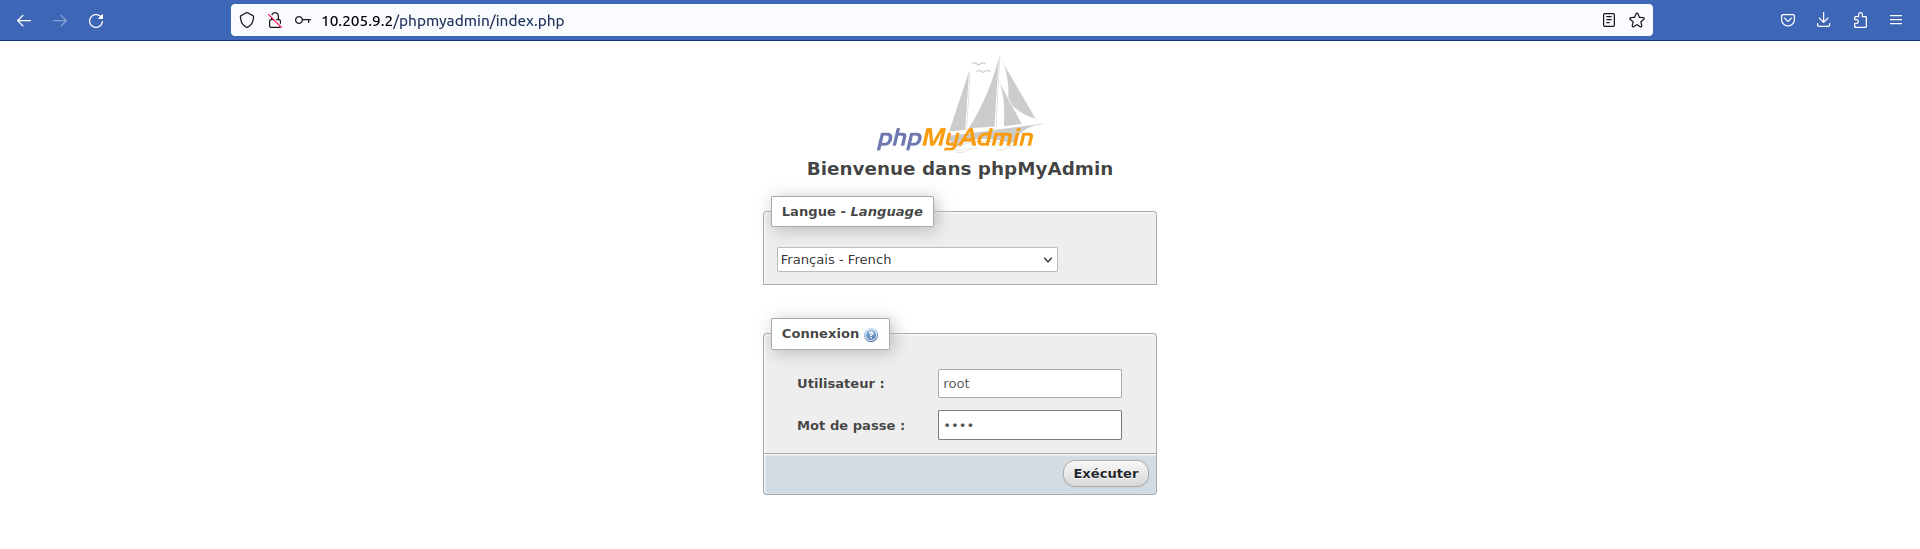 10.205.9.2/phpmyadmin/index.php
phpMyAdmin
Bienvenue dans phpMyAdmin
Langue - Language
Français - French
Connexion
Utilisateur :
root
Mot de passe :
••••
Exécuter